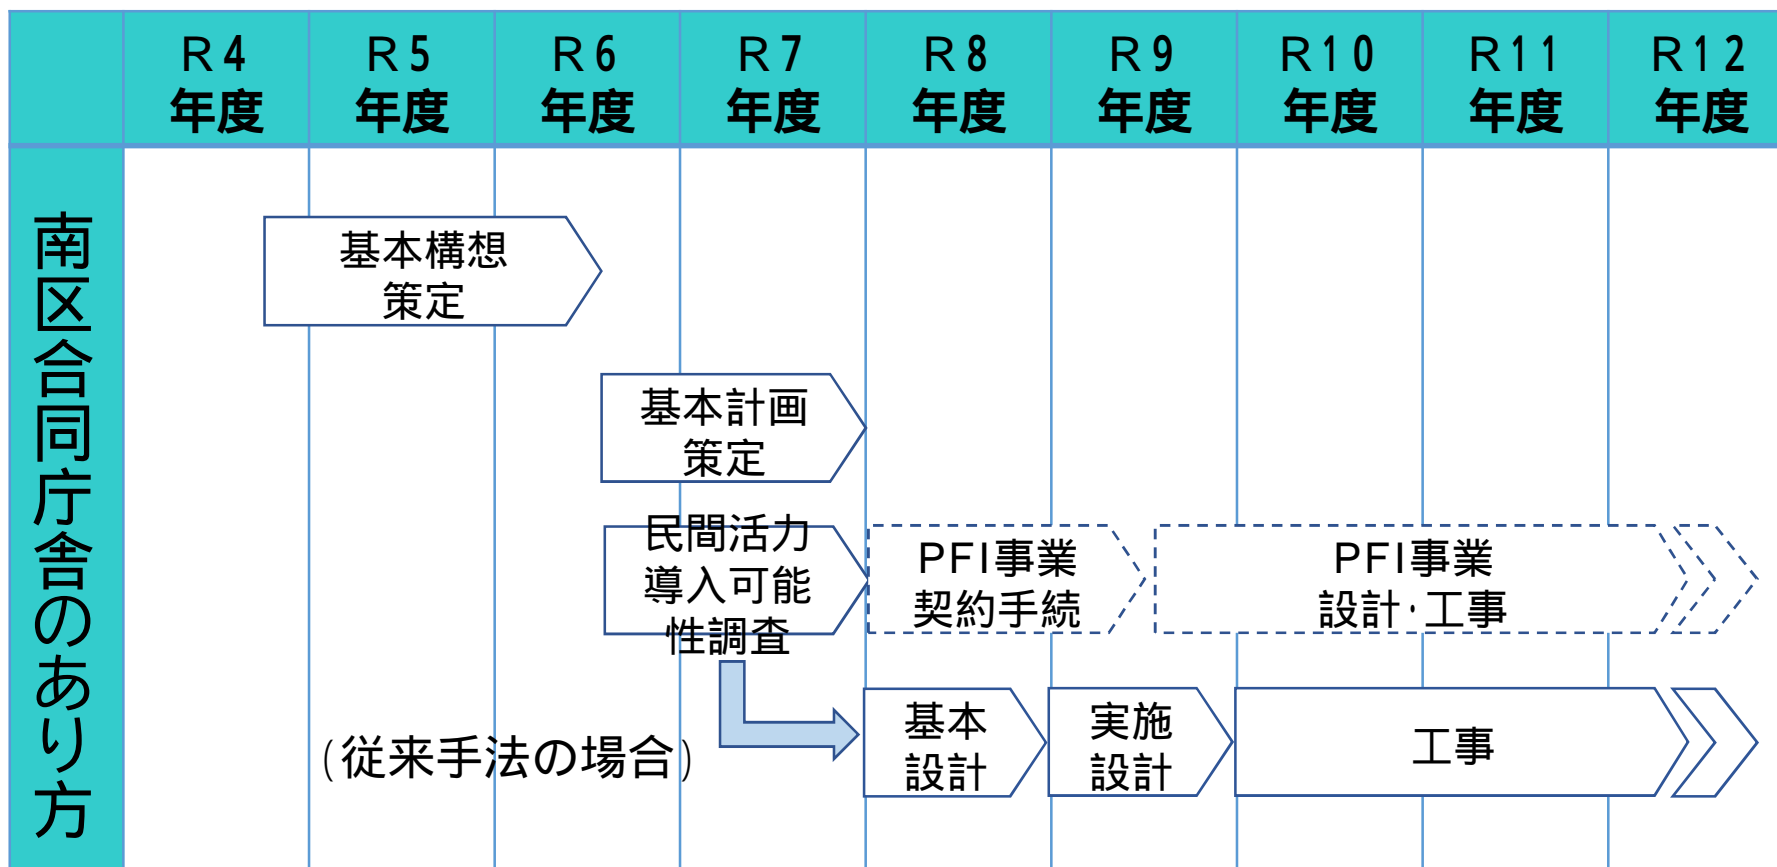 R4
年度
R5
年度
R6
年度
R7
年度
R8
年度
R9
年度
R10
年度
R11
年度
R12
年度
南区合同庁舎のあり方
基本構想
策定
基本計画
策定
民間活力
導入可能
性調査
PFI事業
契約手続
PFI事業
設計・工事
(従来手法の場合)
基本
設計
実施
設計
工事